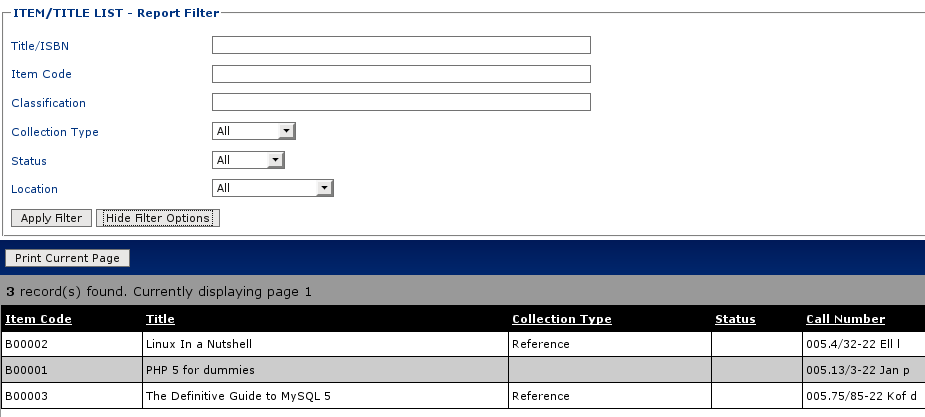 ITEM/TITLE LIST - Report Filter
Title/ISBN
Item Code
Classification
Collection Type All
Status All
Location All
Apply Filter Hide Filter Options
Print Current Page
3 record(s) found. Currently displaying page 1
Item Code Title Collection Type Status Call Number
B00002 Linux In a Nutshell Reference 005.4/32-22 Ell l
B00001 PHP 5 for dummies 005.13/3-22 Jan p
B00003 The Definitive Guide to MySQL 5 Reference 005.75/85-22 Kof d